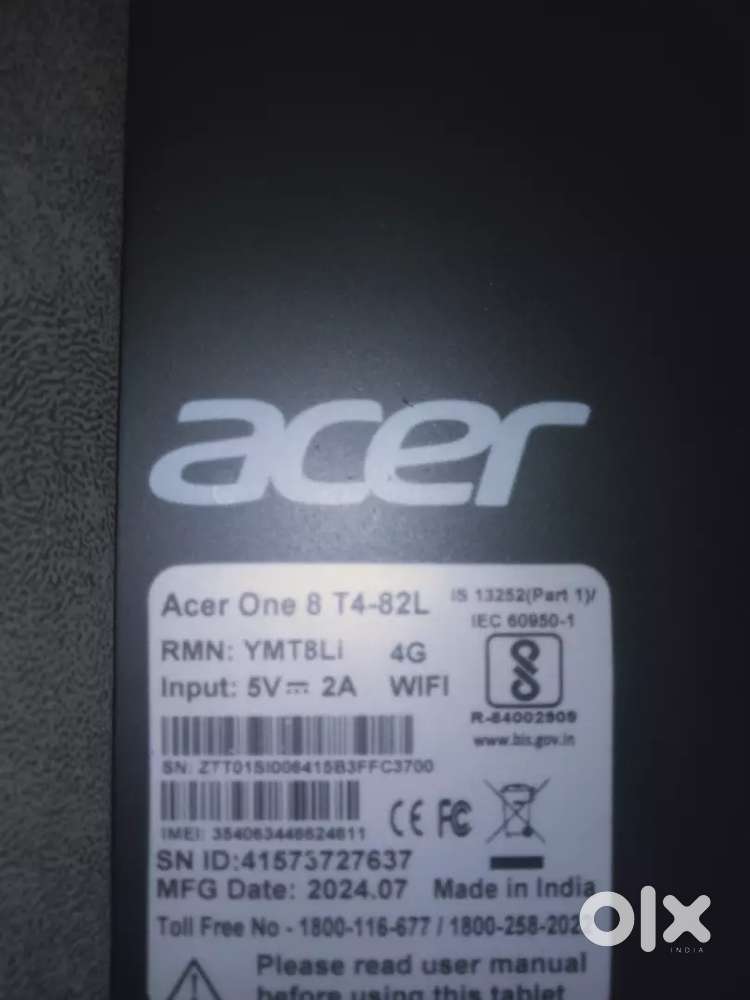 acer
Acer One 8 T4-82L
IS 13252(Part 1)/
IEC 60950-1
RMN: YMT8Li
4G
Input: 5V⎓ 2A
WIFI
R-84002909
www.bis.gov.in
SN: ZTT01SI006415B3FFC3700
IMEI: 354063446624611
CE FC
SN ID:41573727637
MFG Date: 2024.07
Made in India
Toll Free No - 1800-116-677 / 1800-258-202
Please read user manual
before using this tablet
olx
INDIA